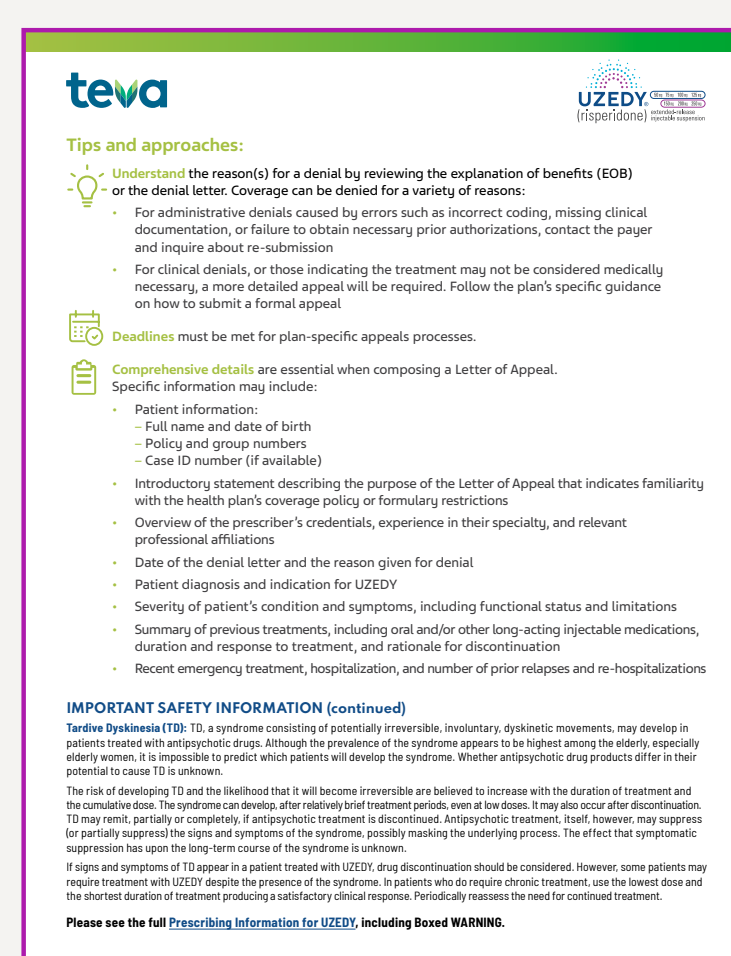 teva
UZEDY®
(risperidone) extended-release
injectable suspension
Tips and approaches:
Understand the reason(s) for a denial by reviewing the explanation of benefits (EOB)
or the denial letter. Coverage can be denied for a variety of reasons:
• For administrative denials caused by errors such as incorrect coding, missing clinical
documentation, or failure to obtain necessary prior authorizations, contact the payer
and inquire about re-submission
• For clinical denials, or those indicating the treatment may not be considered medically
necessary, a more detailed appeal will be required. Follow the plan's specific guidance
on how to submit a formal appeal
Deadlines must be met for plan-specific appeals processes.
Comprehensive details are essential when composing a Letter of Appeal.
Specific information may include:
• Patient information:
– Full name and date of birth
– Policy and group numbers
– Case ID number (if available)
• Introductory statement describing the purpose of the Letter of Appeal that indicates familiarity
with the health plan's coverage policy or formulary restrictions
• Overview of the prescriber's credentials, experience in their specialty, and relevant
professional affiliations
• Date of the denial letter and the reason given for denial
• Patient diagnosis and indication for UZEDY
• Severity of patient's condition and symptoms, including functional status and limitations
• Summary of previous treatments, including oral and/or other long-acting injectable medications,
duration and response to treatment, and rationale for discontinuation
• Recent emergency treatment, hospitalization, and number of prior relapses and re-hospitalizations
IMPORTANT SAFETY INFORMATION (continued)
Tardive Dyskinesia (TD): TD, a syndrome consisting of potentially irreversible, involuntary, dyskinetic movements, may develop in
patients treated with antipsychotic drugs. Although the prevalence of the syndrome appears to be highest among the elderly, especially
elderly women, it is impossible to predict which patients will develop the syndrome. Whether antipsychotic drug products differ in their
potential to cause TD is unknown.
The risk of developing TD and the likelihood that it will become irreversible are believed to increase with the duration of treatment and
the cumulative dose. The syndrome can develop, after relatively brief treatment periods, even at low doses. It may also occur after discontinuation.
TD may remit, partially or completely, if antipsychotic treatment is discontinued. Antipsychotic treatment, itself, however, may suppress
(or partially suppress) the signs and symptoms of the syndrome, possibly masking the underlying process. The effect that symptomatic
suppression has upon the long-term course of the syndrome is unknown.
If signs and symptoms of TD appear in a patient treated with UZEDY, drug discontinuation should be considered. However, some patients may
require treatment with UZEDY despite the presence of the syndrome. In patients who do require chronic treatment, use the lowest dose and
the shortest duration of treatment producing a satisfactory clinical response. Periodically reassess the need for continued treatment.
Please see the full Prescribing Information for UZEDY, including Boxed WARNING.